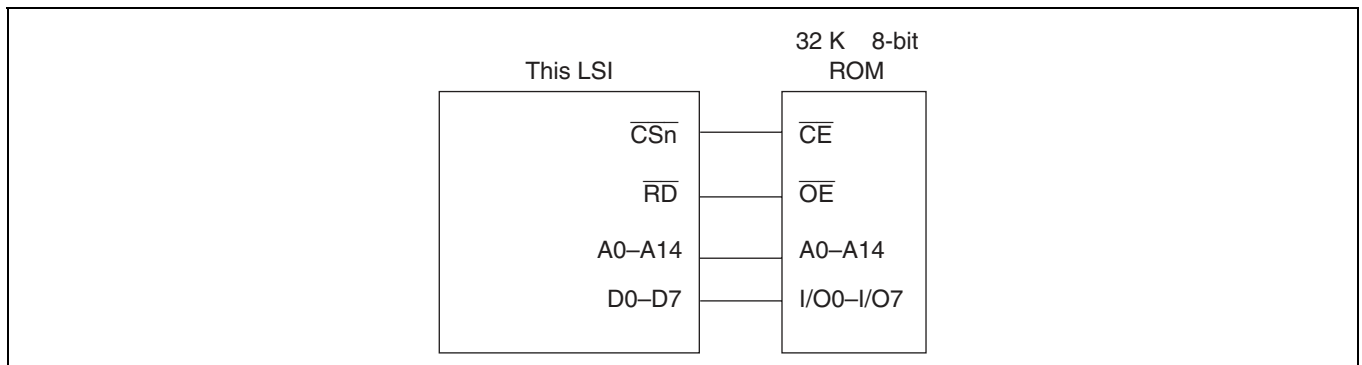 32 K 8-bit
This LSI ROM
CSn CE
RD OE
A0–A14 A0–A14
D0–D7 I/O0–I/O7